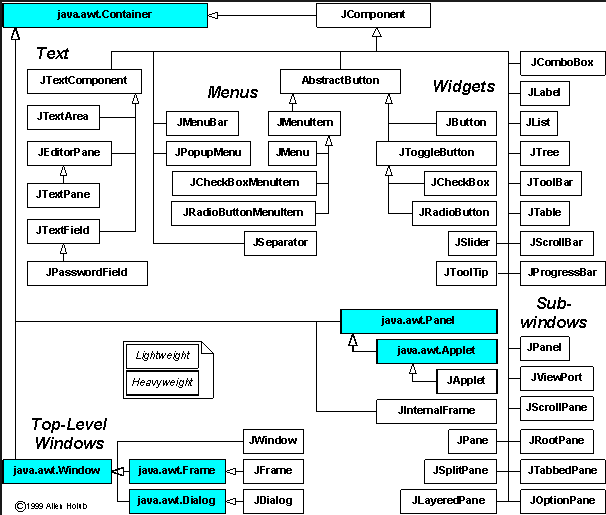 java.awt.Container
JComponent
Text
JTextComponent
JTextArea
JEditorPane
JTextPane
JTextField
JPasswordField
Menus
JMenuBar
JPopupMenu
AbstractButton
JMenuItern
JMenu
JCheckBoxMenuItern
JRadioButtonMenuItern
JSeparator
Widgets
JButton
JToggleButton
JCheckBox
JRadioButton
JSlider
JToolTip
JComboBox
JLabel
JList
JTree
JToolBar
JTable
JScrollBar
JProgressBar
java.awt.Panel
java.awt.Applet
JApplet
JInternalFrame
Sub-
windows
JPanel
JViewPort
JScrollPane
JPane
JRootPane
JSplitPane
JTabbedPane
JLayeredPane
JOptionPane
Lightweight
Heavyweight
Top-Level
Windows
java.awt.Window
java.awt.Frame
java.awt.Dialog
JWindow
JFrame
JDialog
©1999 Allen Holub